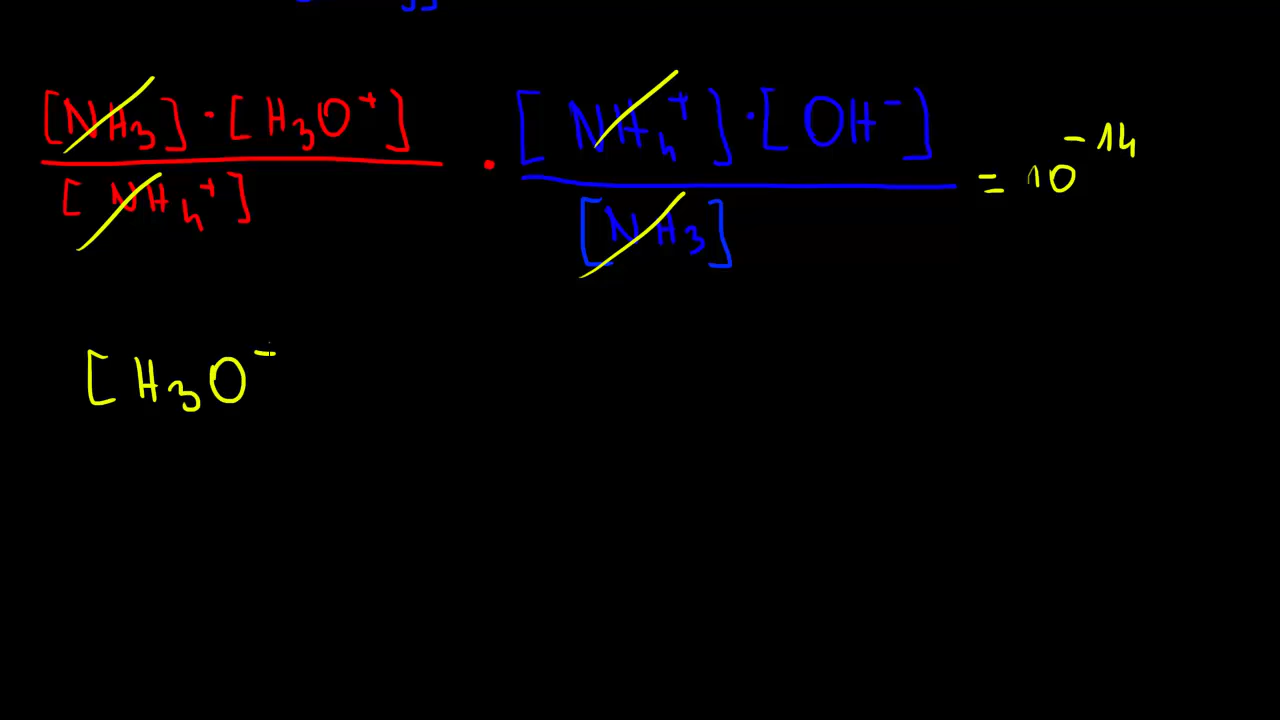 [NH₃] · [H₃O⁺] / [NH₄⁺] · [NH₄⁺] · [OH⁻] / [NH₃] = 10⁻¹⁴
[H₃O⁻